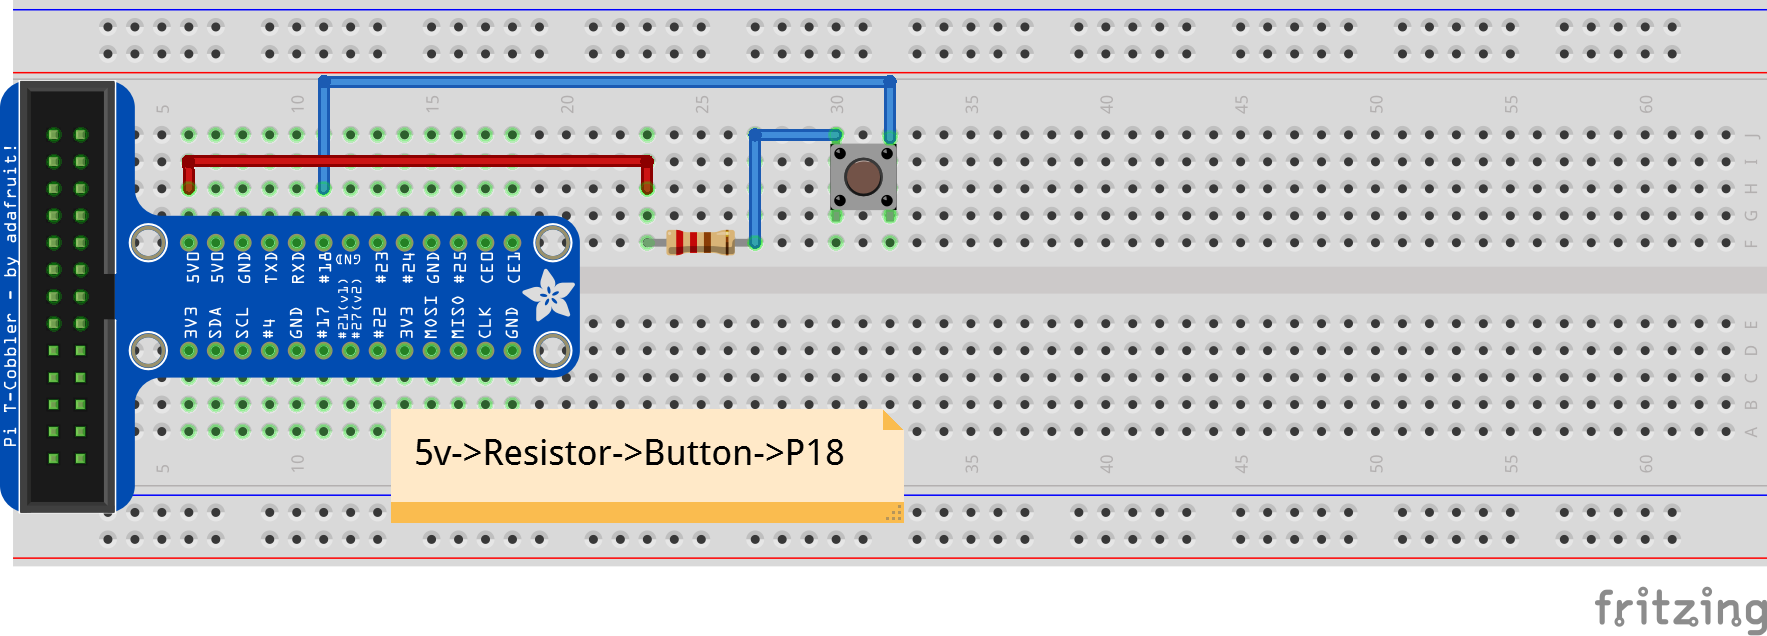 5 10 15 20 25 30 35 40 45 50 55 60
J
I
H
G
F
Pi T-Cobbler - by adafruit!
5V0 5V0 GND TXD RXD #18 GND #23 #24 GND #25 CE0 CE1
3V3 SDA SCL #4 GND #17 #21(v1) #27(v2) #22 3V3 MOSI MISO CLK GND
E
D
C
B
A
5v->Resistor->Button->P18
5 10 35 40 45 50 55 60
fritzing